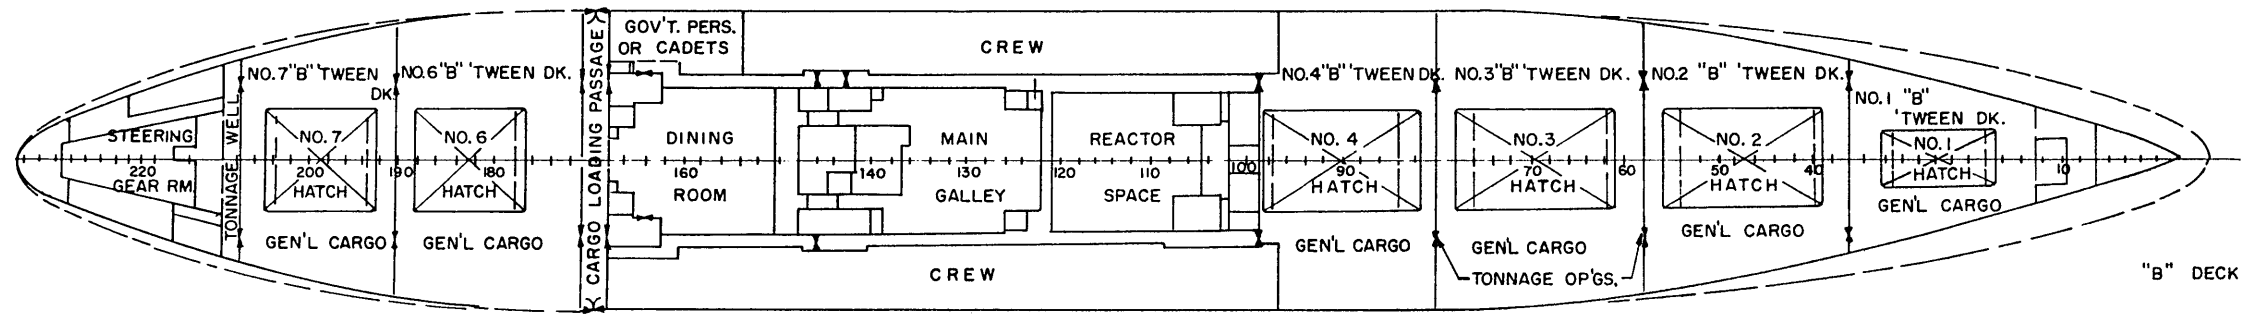 GOV'T. PERS.
OR CADETS
CREW
NO.7 "B" 'TWEEN
DK.
NO.6 "B" 'TWEEN DK.
NO.4 "B" 'TWEEN DK.
NO.3 "B" 'TWEEN DK.
NO.2 "B" 'TWEEN DK.
NO.1 "B"
'TWEEN DK.
STEERING
GEAR RM.
TONNAGE WELL
NO.7
HATCH
NO.6
HATCH
CARGO LOADING PASSAGE
DINING
ROOM
MAIN
GALLEY
REACTOR
SPACE
NO. 4
HATCH
NO.3
HATCH
NO.2
HATCH
NO.1
HATCH
220 200 190 180 160 140 130 120 110 100 90 70 60 50 40 10
GEN'L CARGO
GEN'L CARGO
GEN'L CARGO
GEN'L CARGO
GEN'L CARGO
GEN'L CARGO
CREW
TONNAGE OP'GS.
"B" DECK